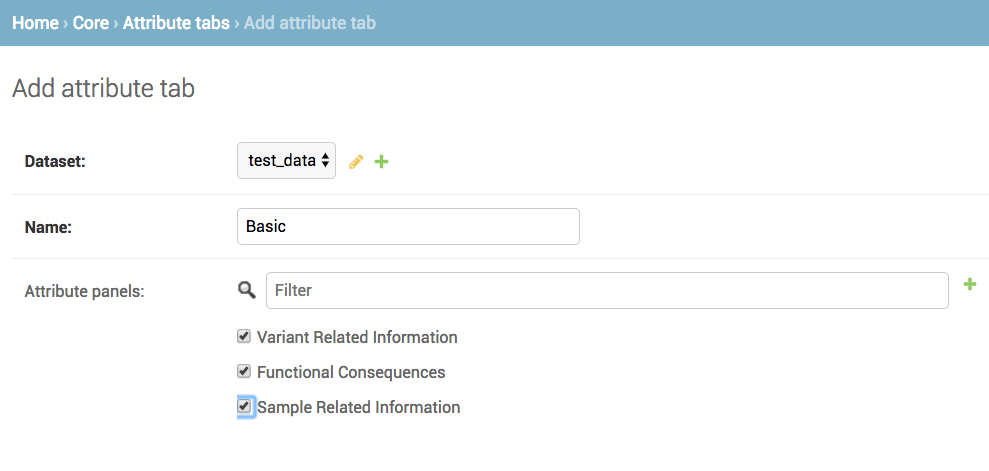 Home › Core › Attribute tabs › Add attribute tab
Add attribute tab
Dataset: test_data
Name: Basic
Attribute panels: Filter
Variant Related Information
Functional Consequences
Sample Related Information